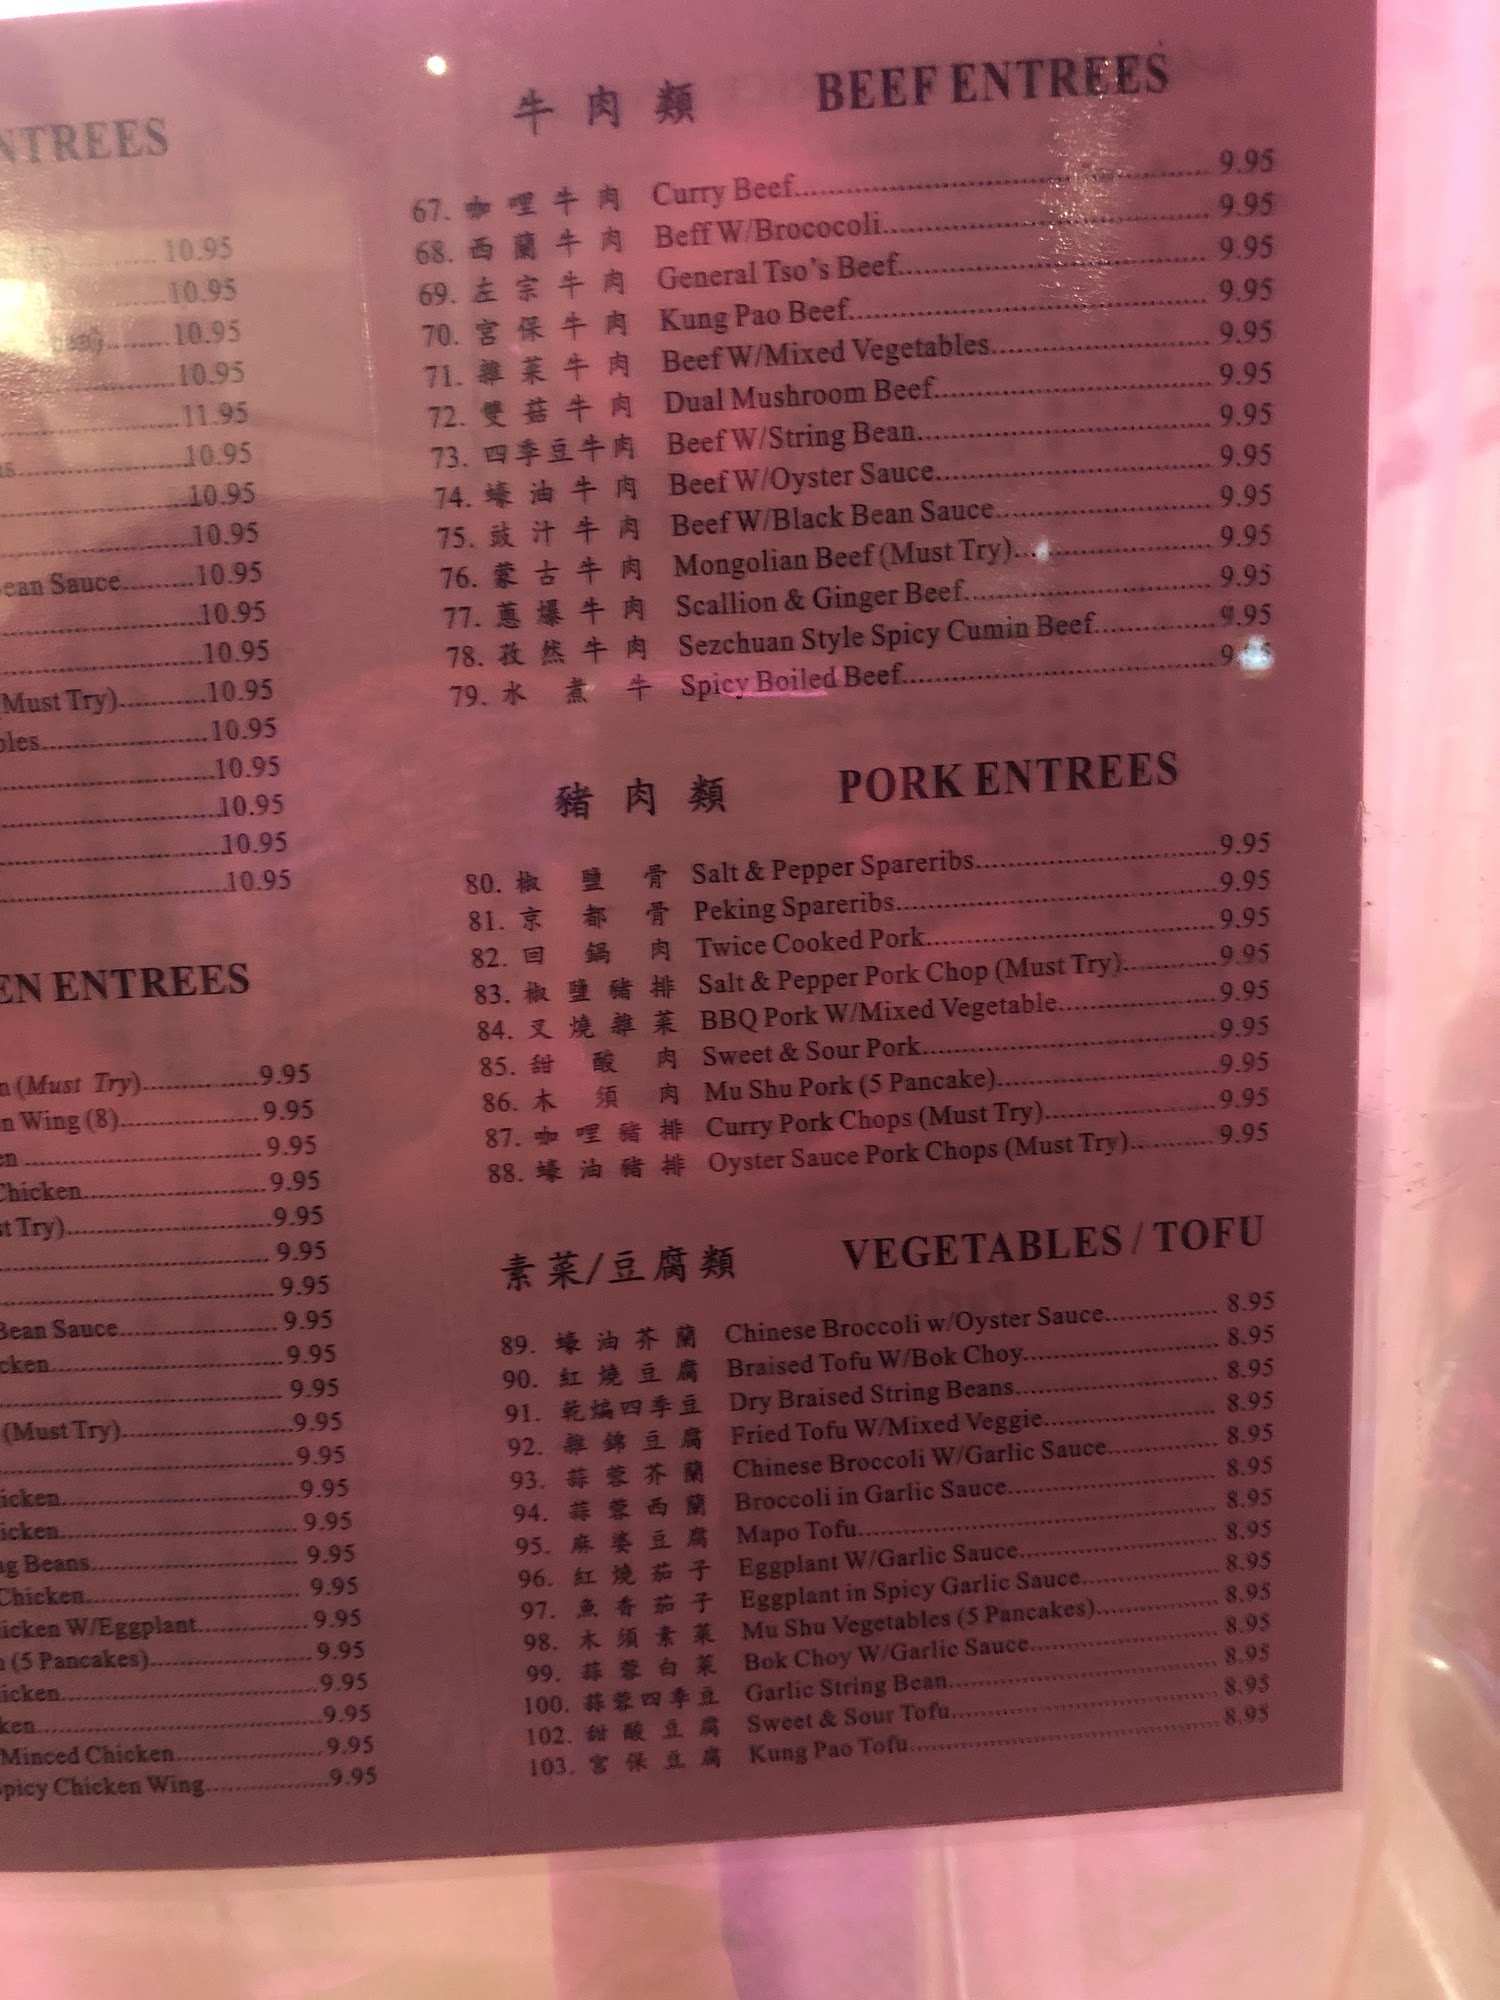 NTREES
10.95
10.95
10.95
10.95
11.95
10.95
10.95
10.95
ean Sauce..........10.95
10.95
10.95
(Must Try)............10.95
10.95
10.95
10.95
10.95
10.95
EN ENTREES
n (Must Try)................9.95
n Wing (8)...................9.95
9.95
Chicken.........................9.95
st Try)............................9.95
9.95
9.95
Bean Sauce.....................9.95
cken..............................9.95
9.95
(Must Try).......................9.95
9.95
icken..............................9.95
icken..............................9.95
ng Beans..........................9.95
Chicken............................9.95
icken W/Eggplant..............9.95
(5 Pancakes)......................9.95
icken...............................9.95
ken.................................9.95
Minced Chicken..................9.95
picy Chicken Wing...............9.95
牛肉類 BEEF ENTREES
67. 咖哩牛肉 Curry Beef..........9.95
68. 西蘭牛肉 Beff W/Brococoli..........9.95
69. 左宗牛肉 General Tso's Beef..........9.95
70. 宮保牛肉 Kung Pao Beef..........9.95
71. 雜菜牛肉 Beef W/Mixed Vegetables..........9.95
72. 雙菇牛肉 Dual Mushroom Beef..........9.95
73. 四季豆牛肉 Beef W/String Bean..........9.95
74. 蠔油牛肉 Beef W/Oyster Sauce..........9.95
75. 豉汁牛肉 Beef W/Black Bean Sauce..........9.95
76. 蒙古牛肉 Mongolian Beef (Must Try)..........9.95
77. 蔥爆牛肉 Scallion & Ginger Beef..........9.95
78. 孜然牛肉 Sezchuan Style Spicy Cumin Beef..........9.95
79. 水煮牛 Spicy Boiled Beef..........
豬肉類 PORK ENTREES
80. 椒鹽骨 Salt & Pepper Spareribs..........9.95
81. 京都骨 Peking Spareribs..........9.95
82. 回鍋肉 Twice Cooked Pork..........9.95
83. 椒鹽豬排 Salt & Pepper Pork Chop (Must Try)..........9.95
84. 叉燒雜菜 BBQ Pork W/Mixed Vegetable..........9.95
85. 甜酸肉 Sweet & Sour Pork..........9.95
86. 木須肉 Mu Shu Pork (5 Pancake)..........9.95
87. 咖哩豬排 Curry Pork Chops (Must Try)..........9.95
88. 蠔油豬排 Oyster Sauce Pork Chops (Must Try)..........9.95
素菜/豆腐類 VEGETABLES / TOFU
89. 蠔油芥蘭 Chinese Broccoli w/Oyster Sauce..........8.95
90. 紅燒豆腐 Braised Tofu W/Bok Choy..........8.95
91. 乾煸四季豆 Dry Braised String Beans..........8.95
92. 雜錦豆腐 Fried Tofu W/Mixed Veggie..........8.95
93. 蒜蓉芥蘭 Chinese Broccoli W/Garlic Sauce..........8.95
94. 蒜蓉西蘭 Broccoli in Garlic Sauce..........8.95
95. 麻婆豆腐 Mapo Tofu..........8.95
96. 紅燒茄子 Eggplant W/Garlic Sauce..........8.95
97. 魚香茄子 Eggplant in Spicy Garlic Sauce..........8.95
98. 木須素菜 Mu Shu Vegetables (5 Pancakes)..........8.95
99. 蒜蓉白菜 Bok Choy W/Garlic Sauce..........8.95
100. 蒜蓉四季豆 Garlic String Bean..........8.95
102. 甜酸豆腐 Sweet & Sour Tofu..........8.95
103. 宮保豆腐 Kung Pao Tofu..........8.95